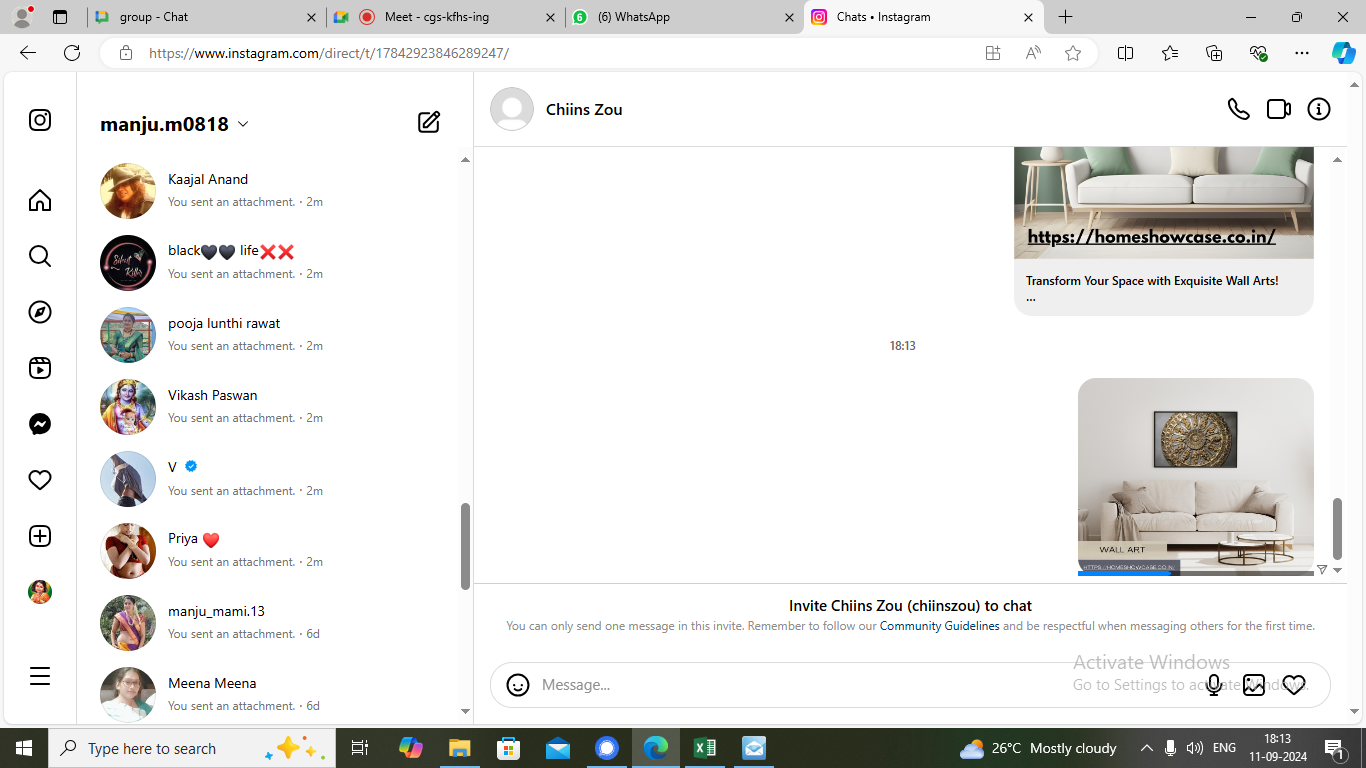 group - Chat
Meet - cgs-kfhs-ing
(6) WhatsApp
Chats • Instagram
https://www.instagram.com/direct/t/17842923846289247/
manju.m0818
Kaajal Anand
You sent an attachment. · 2m
black🖤🖤 life❌❌
You sent an attachment. · 2m
pooja lunthi rawat
You sent an attachment. · 2m
Vikash Paswan
You sent an attachment. · 2m
V
You sent an attachment. · 2m
Priya ❤️
You sent an attachment. · 2m
manju_mami.13
You sent an attachment. · 6d
Meena Meena
You sent an attachment. · 6d
Silent
Killer
Chiins Zou
https://homeshowcase.co.in/
Transform Your Space with Exquisite Wall Arts!
...
18:13
WALL ART
HTTPS://HOMESHOWCASE.CO.IN/
Invite Chiins Zou (chiinszou) to chat
You can only send one message in this invite. Remember to follow our Community Guidelines and be respectful when messaging others for the first time.
Message...
Activate Windows
Go to Settings to activate Windows.
Type here to search
26°C Mostly cloudy
ENG
18:13
11-09-2024
1